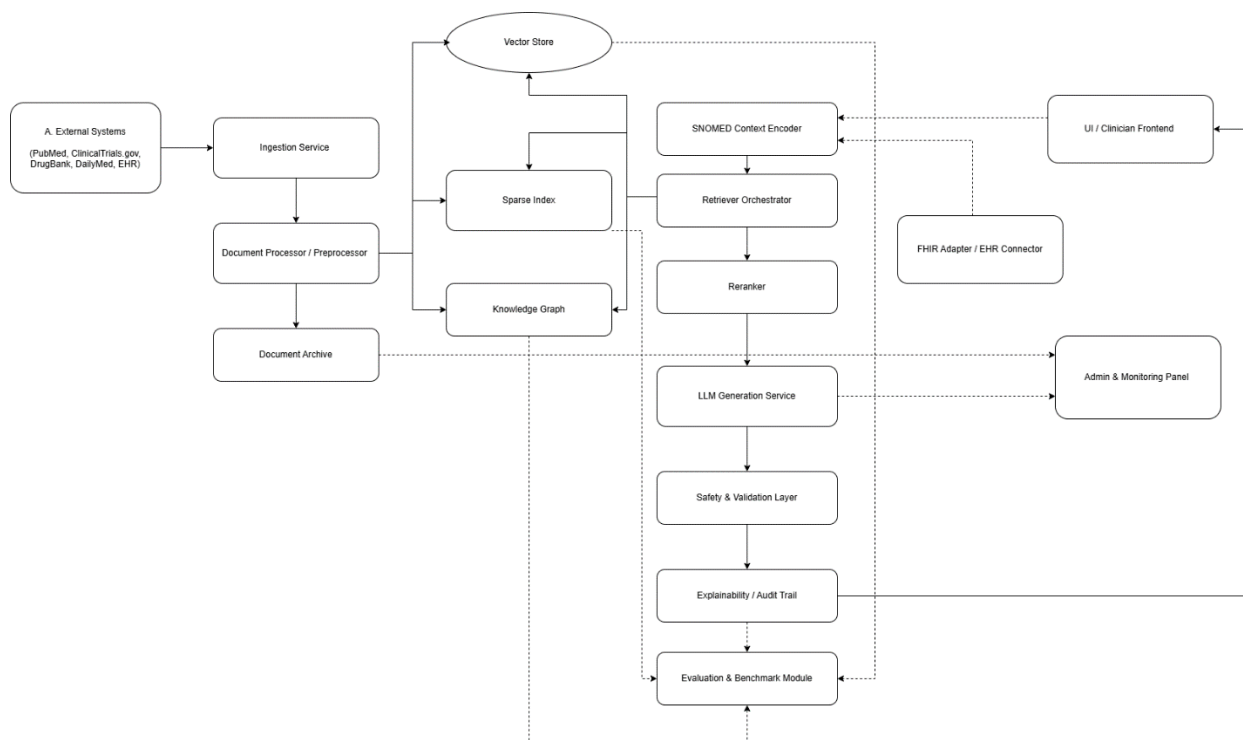 Vector Store
A. External Systems
(PubMed, ClinicalTrials.gov,
DrugBank, DailyMed, EHR)
Ingestion Service
SNOMED Context Encoder
UI / Clinician Frontend
Sparse Index
Retriever Orchestrator
Document Processor / Preprocessor
FHIR Adapter / EHR Connector
Reranker
Knowledge Graph
Document Archive
Admin & Monitoring Panel
LLM Generation Service
Safety & Validation Layer
Explainability / Audit Trail
Evaluation & Benchmark Module